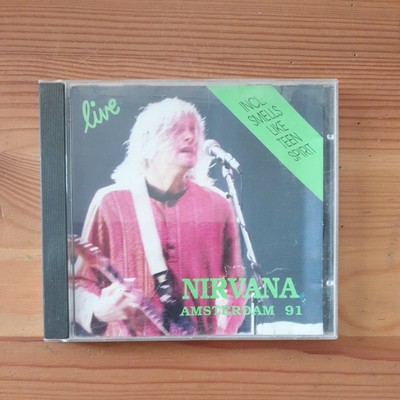 live
INCL.
SMELLS
LIKE
TEEN
SPIRIT
NIRVANA
AMSTERDAM 91